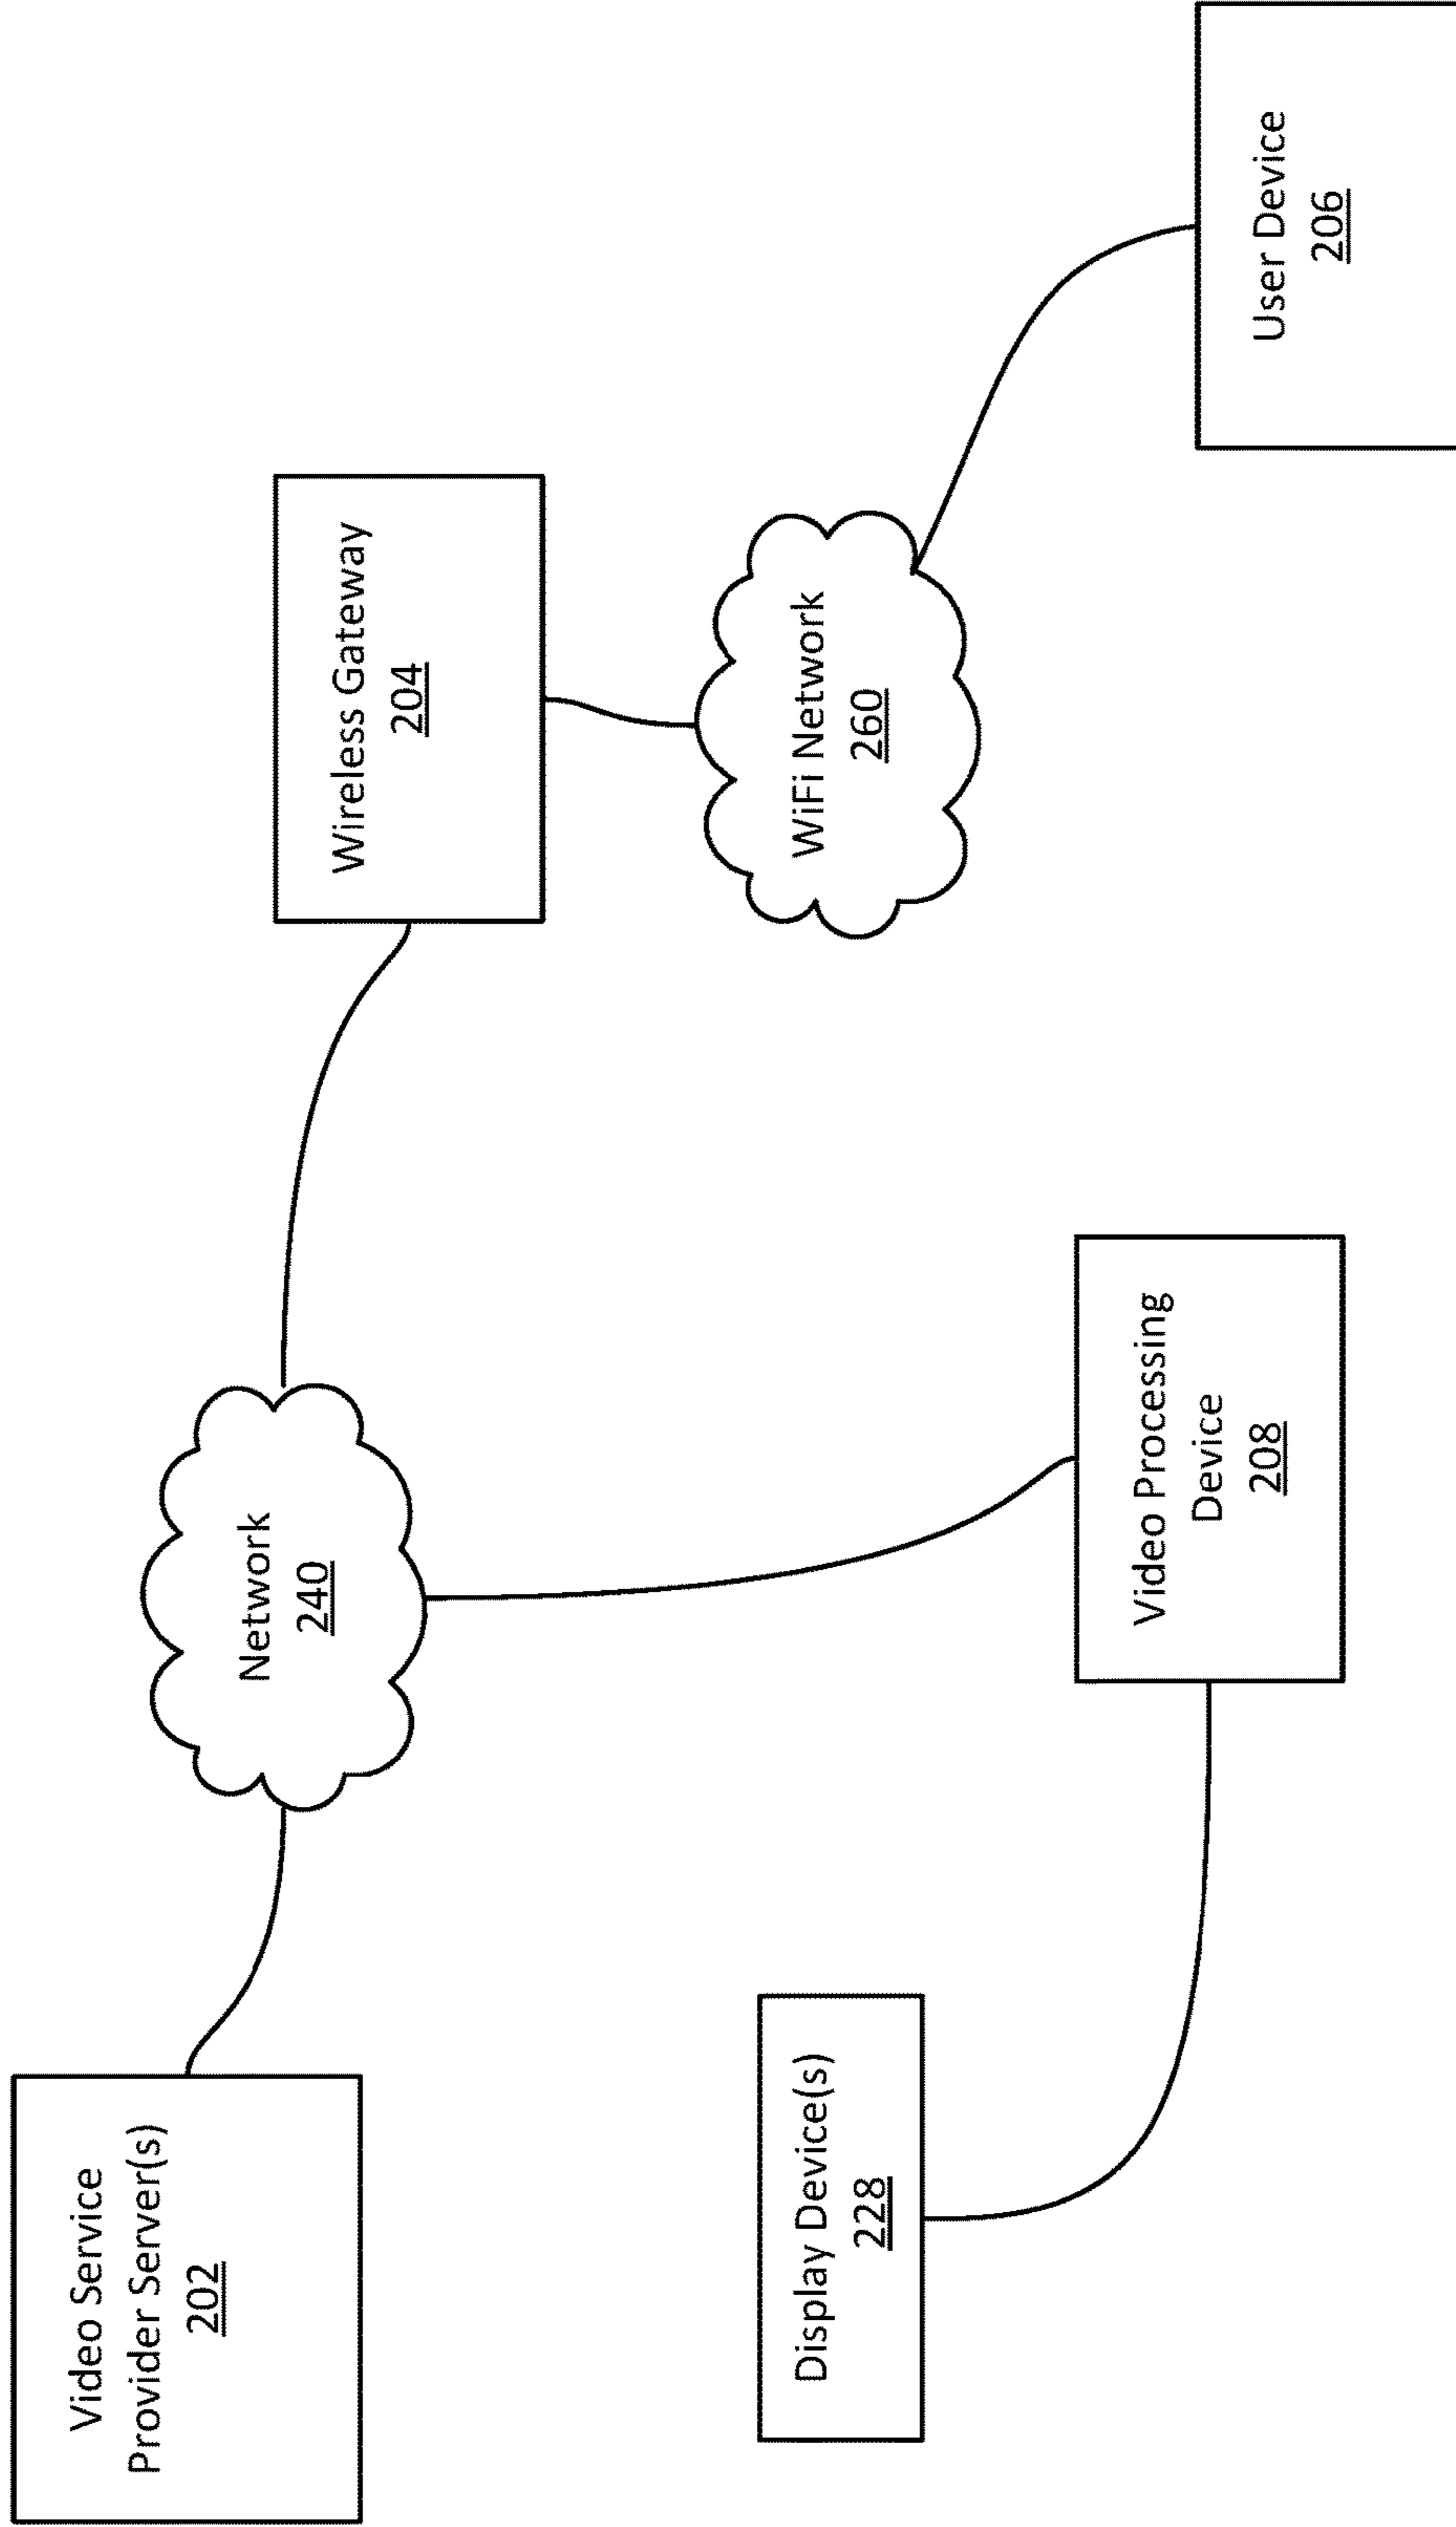 Video Service
Provider Server(s)
202
Network
240
Wireless Gateway
204
WiFi Network
260
Display Device(s)
228
Video Processing
Device
208
User Device
206